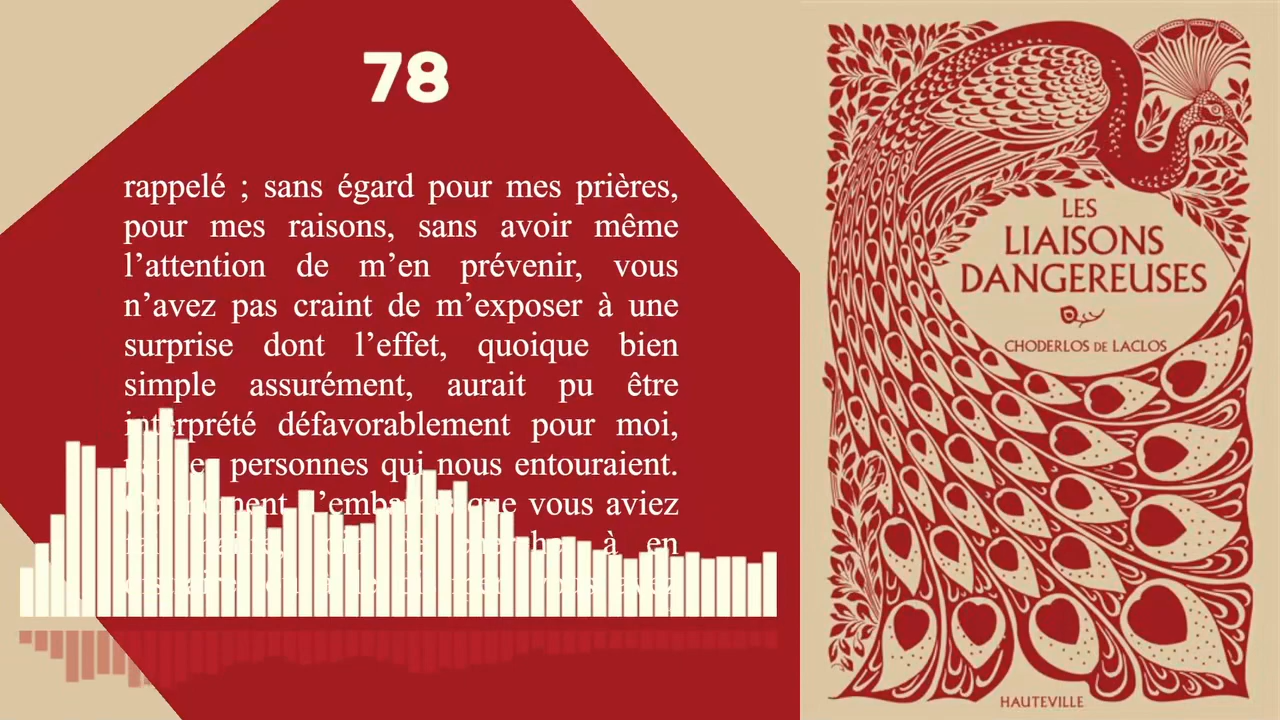 78
rappelé ; sans égard pour mes prières,
pour mes raisons, sans avoir même
l’attention de m’en prévenir, vous
n’avez pas craint de m’exposer à une
surprise dont l’effet, quoique bien
simple assurément, aurait pu être
interprété défavorablement pour moi,
personnes qui nous entouraient.
que vous aviez
à en
LES
LIAISONS
DANGEREUSES
CHODERLOS DE LACLOS
HAUTEVILLE